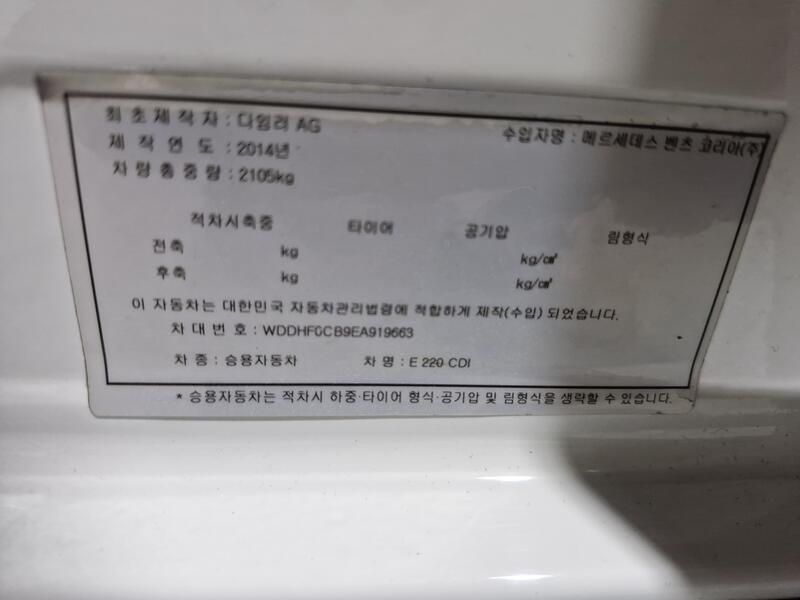 최초제작자 : 다임러 AG
수입자명 : 메르세데스 벤츠 코리아(주)
제 작 연 도 : 2014년
차 량 총 중 량 : 2105kg
적차시축중 타이어 공기압 림형식
전축 kg kg/㎠
후축 kg kg/㎠
이 자동차는 대한민국 자동차관리법령에 적합하게 제작(수입) 되었습니다.
차 대 번 호 : WDDHF0CB9EA919663
차 종 : 승용자동차 차 명 : E 220 CDI
* 승용자동차는 적차시 하중·타이어 형식·공기압 및 림형식을 생략할 수 있습니다.